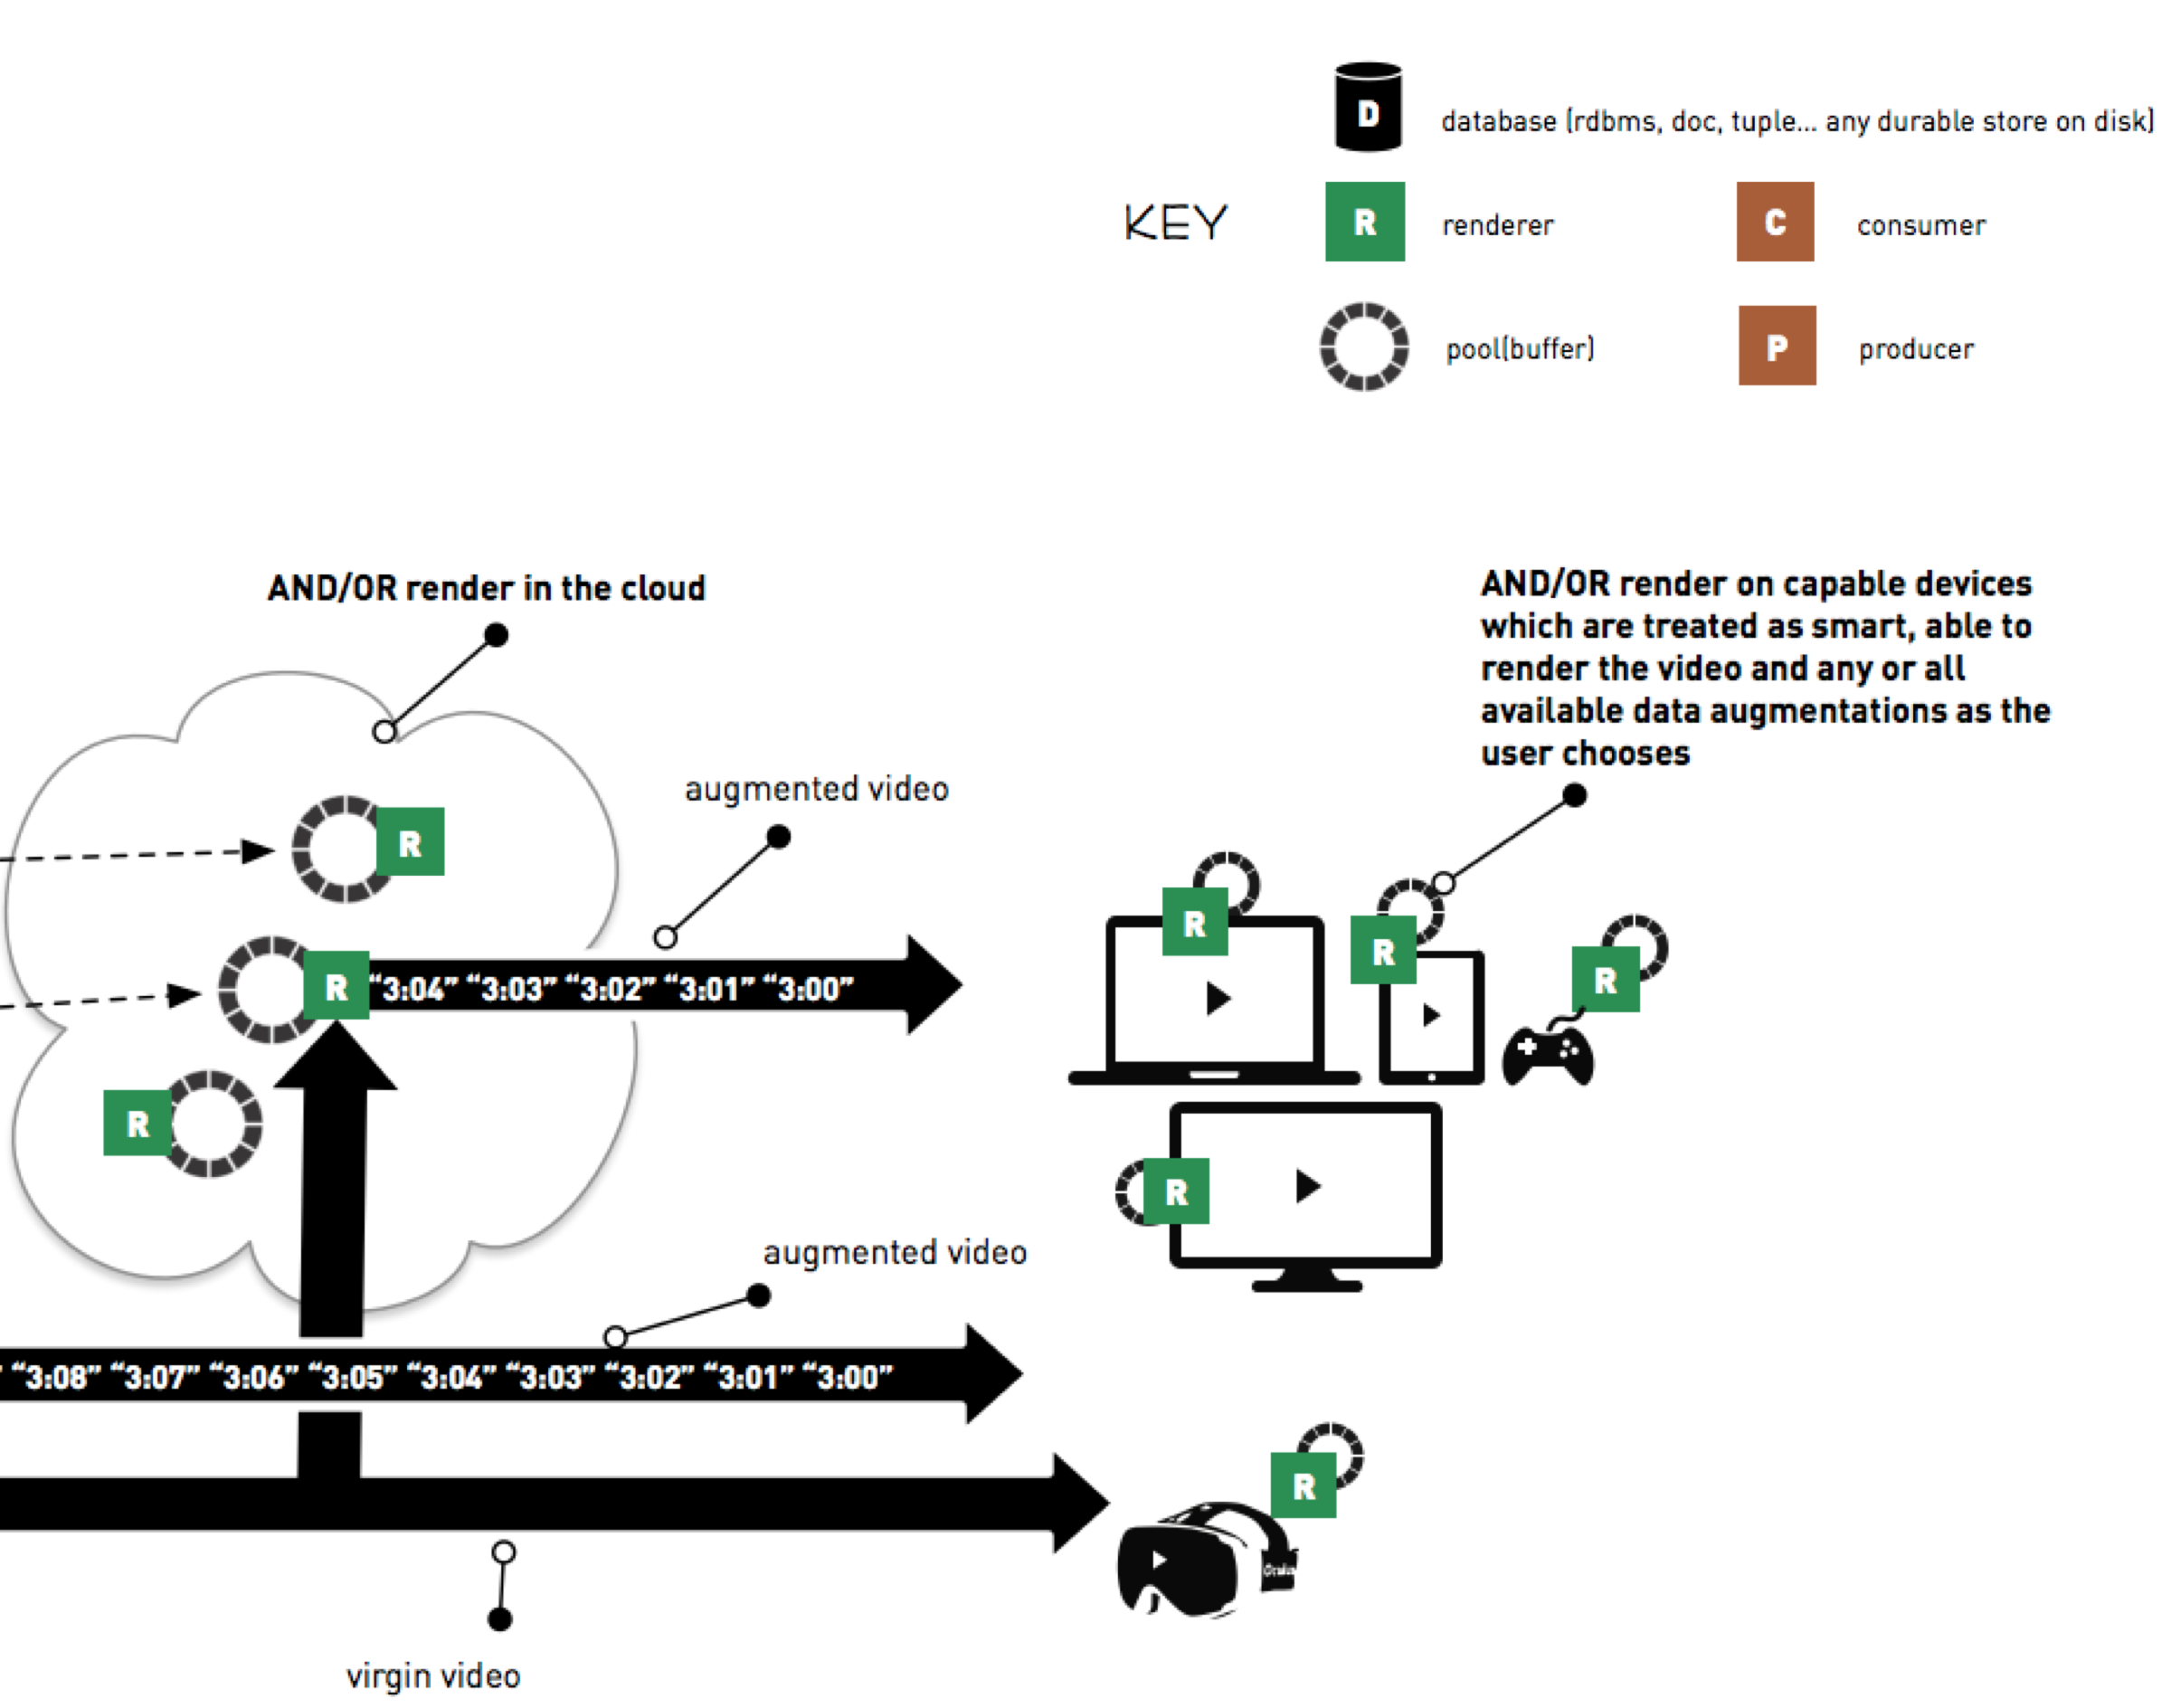 D
database (rdbms, doc, tuple... any durable store on disk)
KEY
R
renderer
C
consumer
pool(buffer)
P
producer
AND/OR render in the cloud
AND/OR render on capable devices
which are treated as smart, able to
render the video and any or all
available data augmentations as the
user chooses
augmented video
R
R
R
R
R “3:04” “3:03” “3:02” “3:01” “3:00”
R
R
augmented video
“3:08” “3:07” “3:06” “3:05” “3:04” “3:03” “3:02” “3:01” “3:00”
R
virgin video